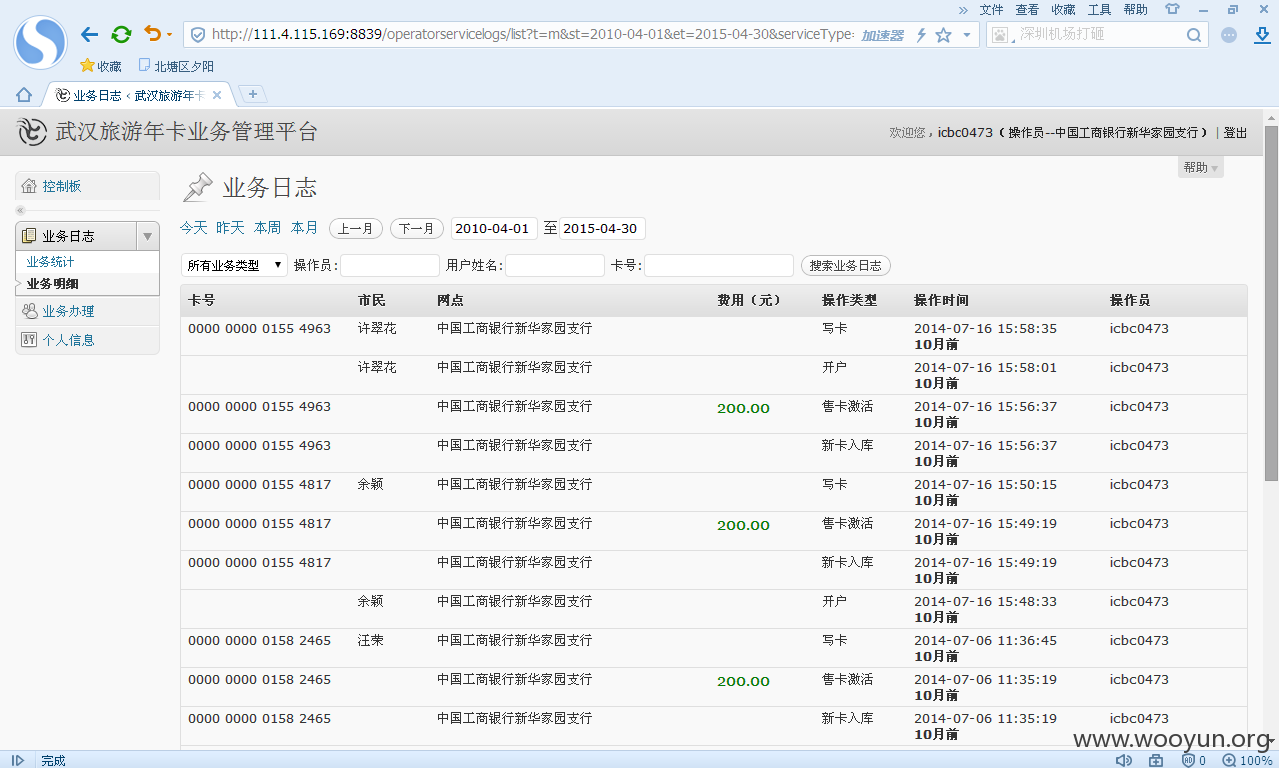 » 文件 查看 收藏 工具 帮助
http://111.4.115.169:8839/operatorservicelogs/list?t=m&st=2010-04-01&et=2015-04-30&serviceType: 加速器 深圳机场打砸
收藏 北塘区夕阳
业务日志 ‹ 武汉旅游年卡
武汉旅游年卡业务管理平台 欢迎您，icbc0473（操作员--中国工商银行新华家园支行）| 登出
帮助
控制板
业务日志
业务统计
业务明细
业务办理
个人信息
业务日志
今天 昨天 本周 本月 上一月 下一月 2010-04-01 至 2015-04-30
所有业务类型 操作员: 用户姓名: 卡号: 搜索业务日志
卡号 市民 网点 费用（元） 操作类型 操作时间 操作员
0000 0000 0155 4963 许翠花 中国工商银行新华家园支行 写卡 2014-07-16 15:58:35 icbc0473
10月前
许翠花 中国工商银行新华家园支行 开户 2014-07-16 15:58:01 icbc0473
10月前
0000 0000 0155 4963 中国工商银行新华家园支行 200.00 售卡激活 2014-07-16 15:56:37 icbc0473
10月前
0000 0000 0155 4963 中国工商银行新华家园支行 新卡入库 2014-07-16 15:56:37 icbc0473
10月前
0000 0000 0155 4817 余颖 中国工商银行新华家园支行 写卡 2014-07-16 15:50:15 icbc0473
10月前
0000 0000 0155 4817 中国工商银行新华家园支行 200.00 售卡激活 2014-07-16 15:49:19 icbc0473
10月前
0000 0000 0155 4817 中国工商银行新华家园支行 新卡入库 2014-07-16 15:49:19 icbc0473
10月前
余颖 中国工商银行新华家园支行 开户 2014-07-16 15:48:33 icbc0473
10月前
0000 0000 0158 2465 汪荣 中国工商银行新华家园支行 写卡 2014-07-06 11:36:45 icbc0473
10月前
0000 0000 0158 2465 中国工商银行新华家园支行 200.00 售卡激活 2014-07-06 11:35:19 icbc0473
10月前
0000 0000 0158 2465 中国工商银行新华家园支行 新卡入库 2014-07-06 11:35:19 icbc0473
10月前
www.wooyun.org
完成 0 100%